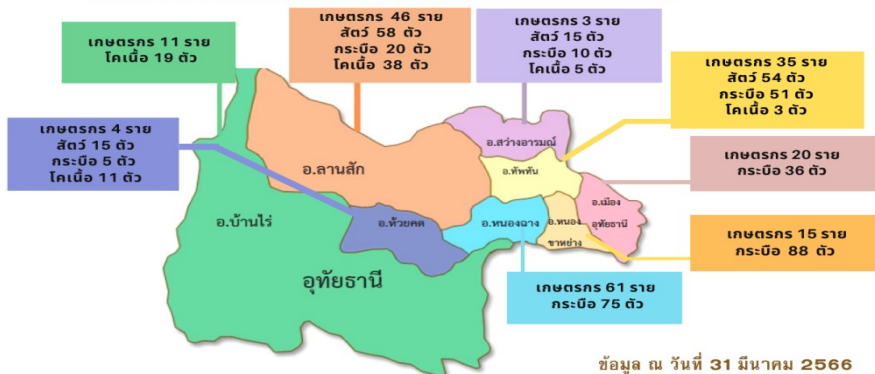 เกษตรกร 11 ราย
โคเนื้อ 19 ตัว
เกษตรกร 46 ราย
สัตว์ 58 ตัว
กระบือ 20 ตัว
โคเนื้อ 38 ตัว
เกษตรกร 3 ราย
สัตว์ 15 ตัว
กระบือ 10 ตัว
โคเนื้อ 5 ตัว
เกษตรกร 35 ราย
สัตว์ 54 ตัว
กระบือ 51 ตัว
โคเนื้อ 3 ตัว
เกษตรกร 4 ราย
สัตว์ 15 ตัว
กระบือ 5 ตัว
โคเนื้อ 11 ตัว
เกษตรกร 20 ราย
กระบือ 36 ตัว
อ.สว่างอารมณ์
อ.ลานสัก
อ.ทัพทัน
อ.บ้านไร่
อ.ห้วยคต
อ.หนองฉาง
อ.หนอง
ขาหย่าง
อ.เมือง
อุทัยธานี
อุทัยธานี
เกษตรกร 15 ราย
กระบือ 88 ตัว
เกษตรกร 61 ราย
กระบือ 75 ตัว
ข้อมูล ณ วันที่ 31 มีนาคม 2566